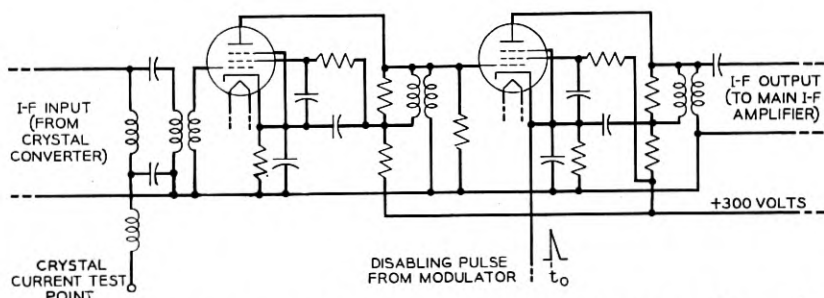 I-F INPUT
(FROM
CRYSTAL
CONVERTER)
CRYSTAL
CURRENT TEST
POINT
I-F OUTPUT
(TO MAIN I-F
AMPLIFIER)
+300 VOLTS
DISABLING PULSE
FROM MODULATOR
t₀